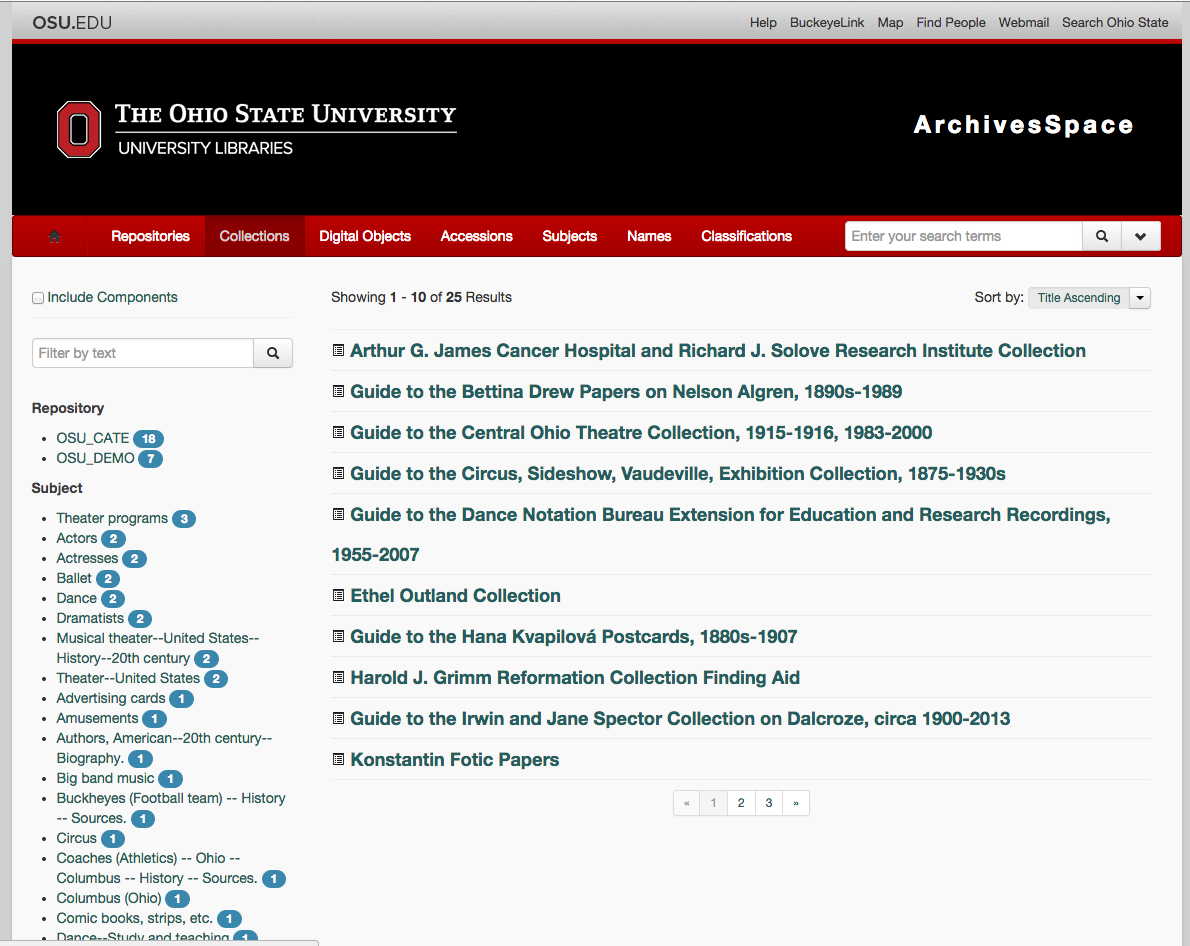 OSU.EDU
Help BuckeyeLink Map Find People Webmail Search Ohio State
THE OHIO STATE UNIVERSITY
UNIVERSITY LIBRARIES
ArchivesSpace
Repositories Collections Digital Objects Accessions Subjects Names Classifications Enter your search terms
Include Components
Filter by text
Repository
OSU_CATE 18
OSU_DEMO 7
Subject
Theater programs 3
Actors 2
Actresses 2
Ballet 2
Dance 2
Dramatists 2
Musical theater--United States--
History--20th century 2
Theater--United States 2
Advertising cards 1
Amusements 1
Authors, American--20th century--
Biography. 1
Big band music 1
Buckheyes (Football team) -- History
-- Sources. 1
Circus 1
Coaches (Athletics) -- Ohio --
Columbus -- History -- Sources. 1
Columbus (Ohio) 1
Comic books, strips, etc. 1
Dance--Study and teaching 1
Showing 1 - 10 of 25 Results
Sort by: Title Ascending
Arthur G. James Cancer Hospital and Richard J. Solove Research Institute Collection
Guide to the Bettina Drew Papers on Nelson Algren, 1890s-1989
Guide to the Central Ohio Theatre Collection, 1915-1916, 1983-2000
Guide to the Circus, Sideshow, Vaudeville, Exhibition Collection, 1875-1930s
Guide to the Dance Notation Bureau Extension for Education and Research Recordings,
1955-2007
Ethel Outland Collection
Guide to the Hana Kvapilová Postcards, 1880s-1907
Harold J. Grimm Reformation Collection Finding Aid
Guide to the Irwin and Jane Spector Collection on Dalcroze, circa 1900-2013
Konstantin Fotic Papers
« 1 2 3 »